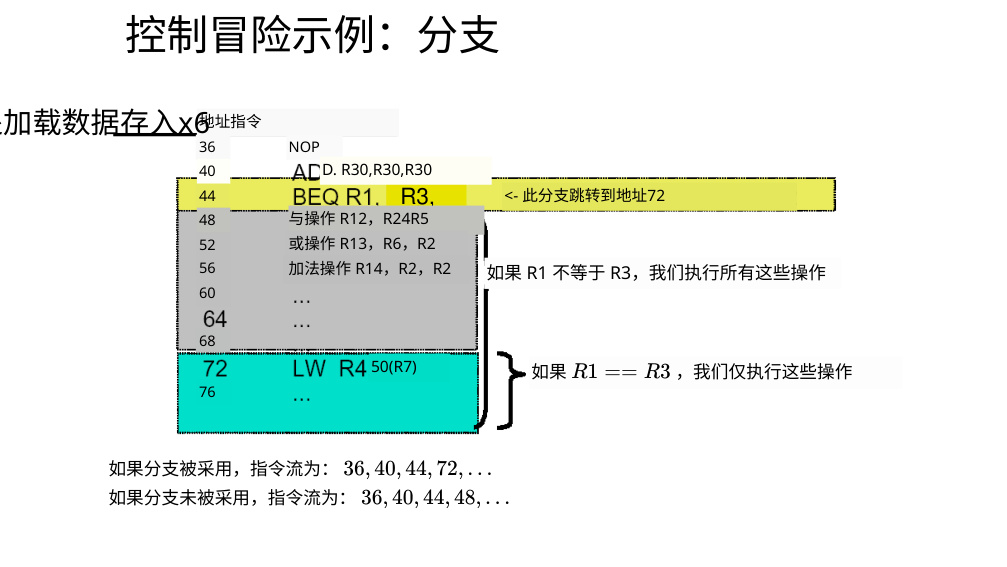 控制冒险示例：分支
加载数据存入x6
地址指令
36 NOP
40 AD D. R30,R30,R30
44 BEQ R1, R3, <- 此分支跳转到地址72
48 与操作 R12，R24R5
52 或操作 R13，R6，R2
56 加法操作 R14，R2，R2
如果 R1 不等于 R3，我们执行所有这些操作
60 …
64 …
68
72 LW R4 50(R7)
如果 R1 == R3 ，我们仅执行这些操作
76 …
如果分支被采用，指令流为： 36, 40, 44, 72, . . .
如果分支未被采用，指令流为： 36, 40, 44, 48, . . .